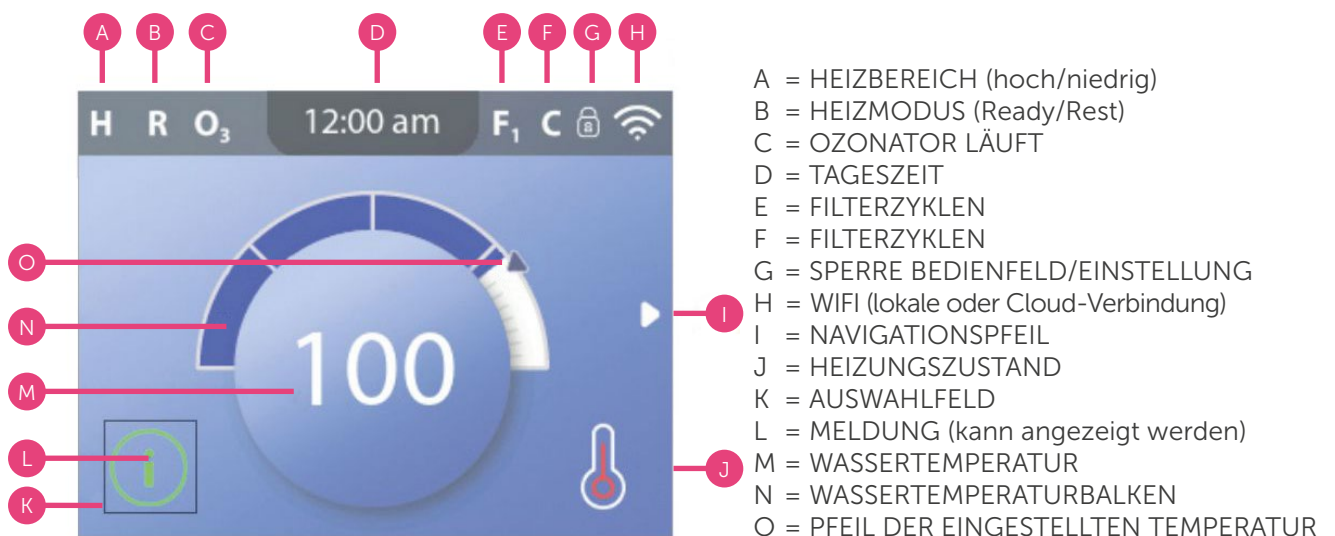 A B C D E F G H
H R O₃ 12:00 am F₁ C
O
N
I
100
M
L
J
K
A = HEIZBEREICH (hoch/niedrig)
B = HEIZMODUS (Ready/Rest)
C = OZONATOR LÄUFT
D = TAGESZEIT
E = FILTERZYKLEN
F = FILTERZYKLEN
G = SPERRE BEDIENFELD/EINSTELLUNG
H = WIFI (lokale oder Cloud-Verbindung)
I = NAVIGATIONSPFEIL
J = HEIZUNGSZUSTAND
K = AUSWAHLFELD
L = MELDUNG (kann angezeigt werden)
M = WASSERTEMPERATUR
N = WASSERTEMPERATURBALKEN
O = PFEIL DER EINGESTELLTEN TEMPERATUR